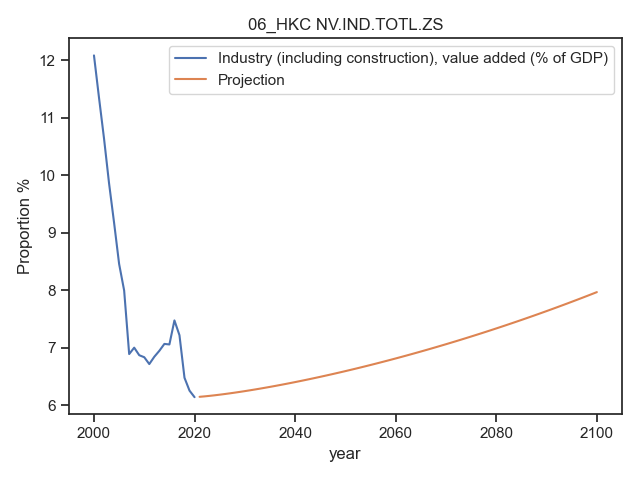 06_HKC NV.IND.TOTL.ZS
Industry (including construction), value added (% of GDP)
Projection
Proportion %
12
11
10
9
8
7
6
2000 2020 2040 2060 2080 2100
year